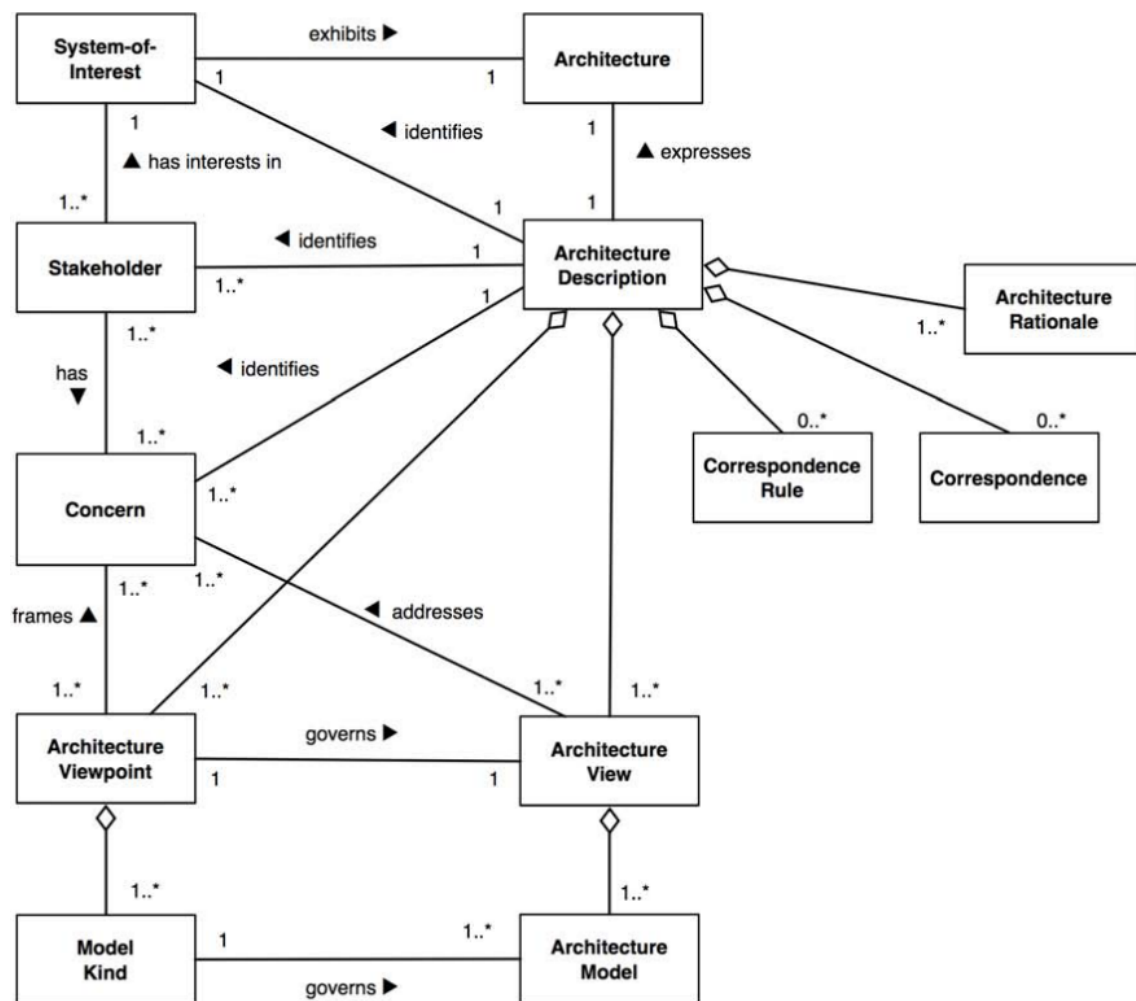 System-of-
Interest
exhibits ►
Architecture
1
1
1
◄ identifies
1
▲ has interests in
▲ expresses
1..*
1
1
Stakeholder
◄ identifies
1
Architecture
Description
1..*
1
Architecture
Rationale
1..*
1..*
has
▼
◄ identifies
1..*
0..*
0..*
Concern
1..*
Correspondence
Rule
Correspondence
1..*
1..*
frames ▲
◄ addresses
1..*
1..*
1..*
1..*
Architecture
Viewpoint
governs ►
Architecture
View
1
1
1..*
1..*
Model
Kind
1
1..*
Architecture
Model
governs ►